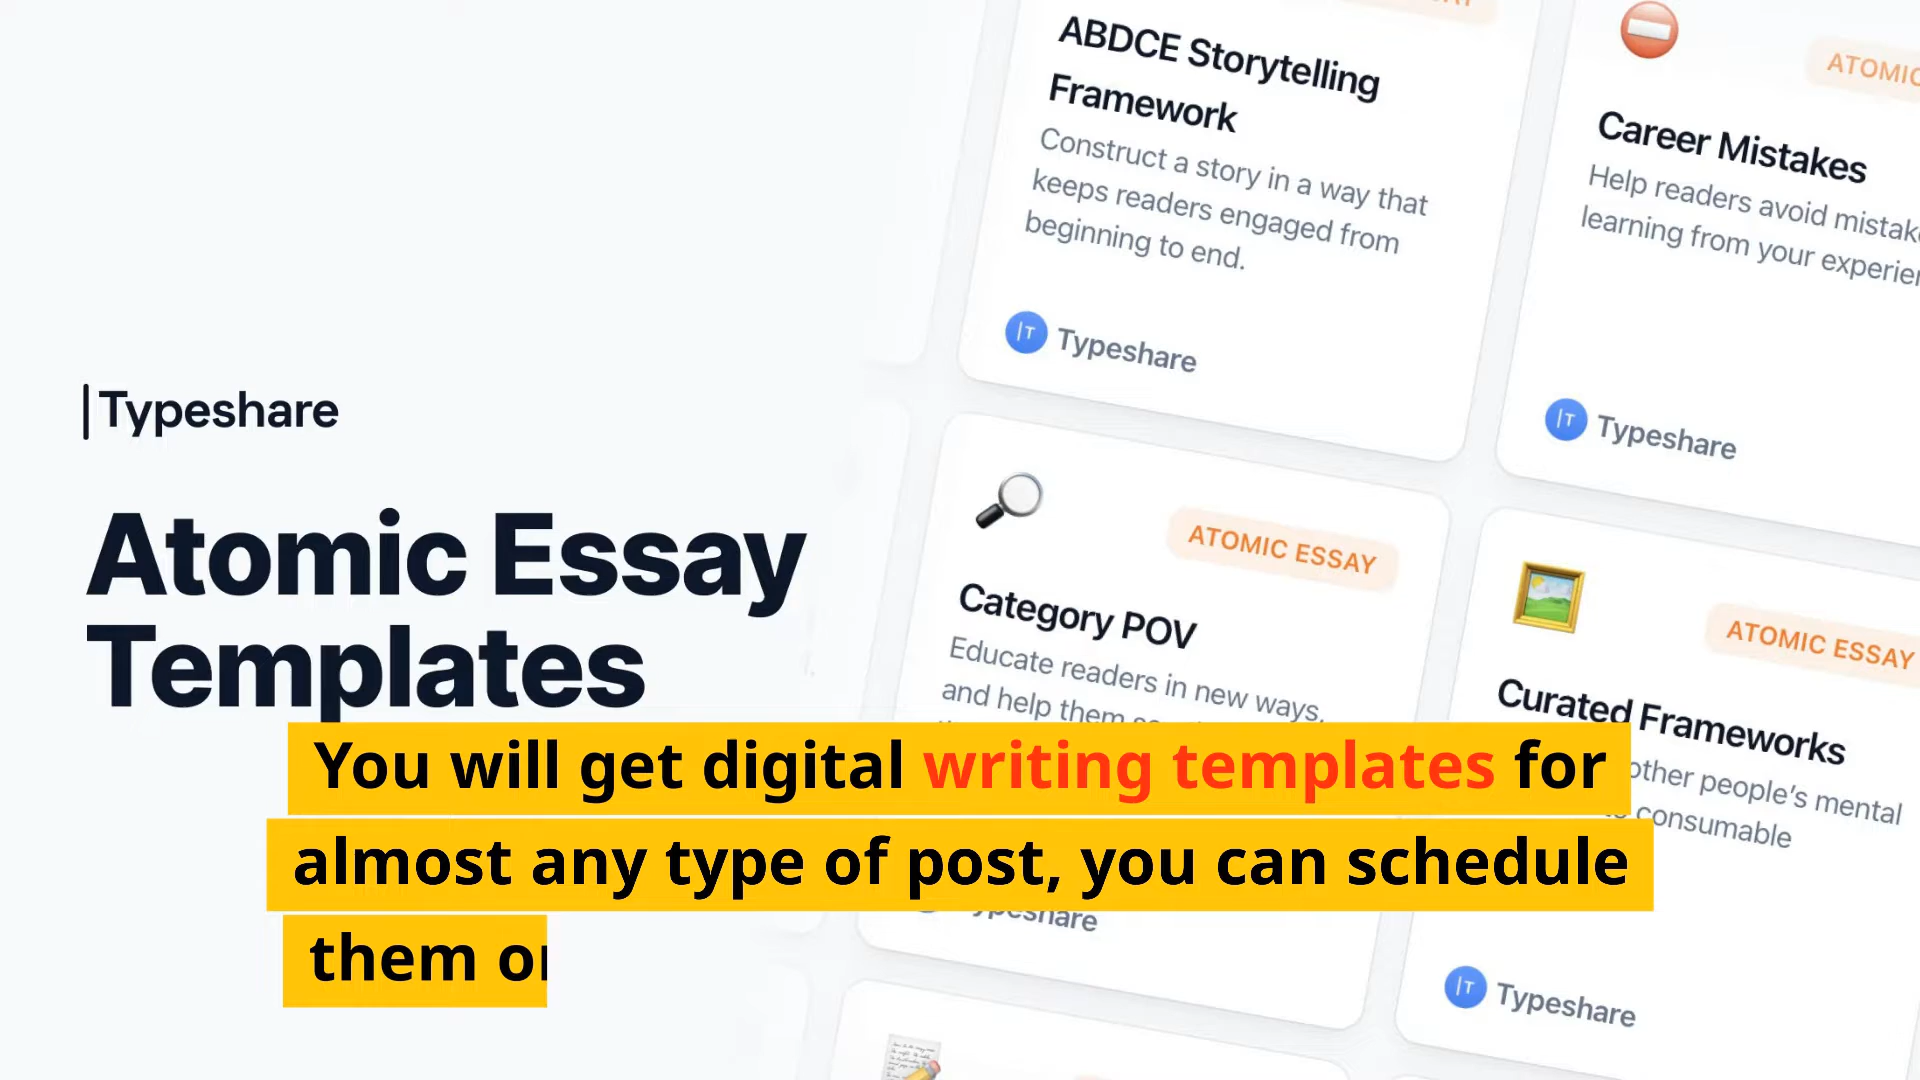 Typeshare
Atomic Essay
Templates
ABDCE Storytelling
Framework
Construct a story in a way that
keeps readers engaged from
beginning to end.
Typeshare
ATOMIC
Career Mistakes
Help readers avoid
learning from your
Typeshare
ATOMIC ESSAY
Category POV
Educate readers in new ways,
and help them
Typeshare
ATOMIC ESSAY
Curated Frameworks
other people's mental
consumable
Typeshare
You will get digital writing templates for
almost any type of post, you can schedule
them